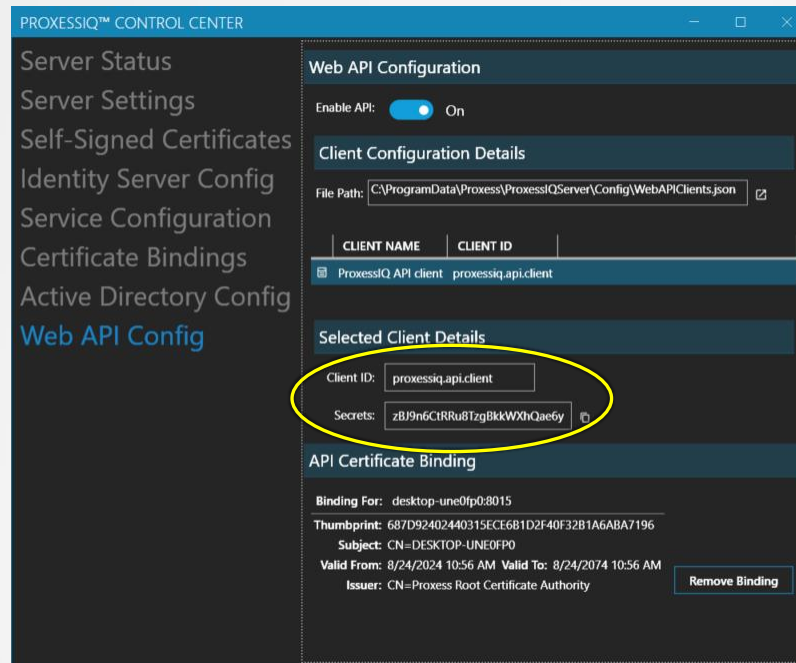 PROXESSIQ™ CONTROL CENTER
Server Status
Server Settings
Self-Signed Certificates
Identity Server Config
Service Configuration
Certificate Bindings
Active Directory Config
Web API Config
Web API Configuration
Enable API: On
Client Configuration Details
File Path: C:\ProgramData\Proxess\ProxessIQServer\Config\WebAPIClients.json
CLIENT NAME CLIENT ID
ProxessIQ API client proxessiq.api.client
Selected Client Details
Client ID: proxessiq.api.client
Secrets: zBJ9n6CtRRu8TzgBkkWXhQae6y
API Certificate Binding
Binding For: desktop-une0fp0:8015
Thumbprint: 687D92402440315ECE6B1D2F40F32B1A6ABA7196
Subject: CN=DESKTOP-UNE0FP0
Valid From: 8/24/2024 10:56 AM Valid To: 8/24/2074 10:56 AM
Issuer: CN=Proxess Root Certificate Authority
Remove Binding